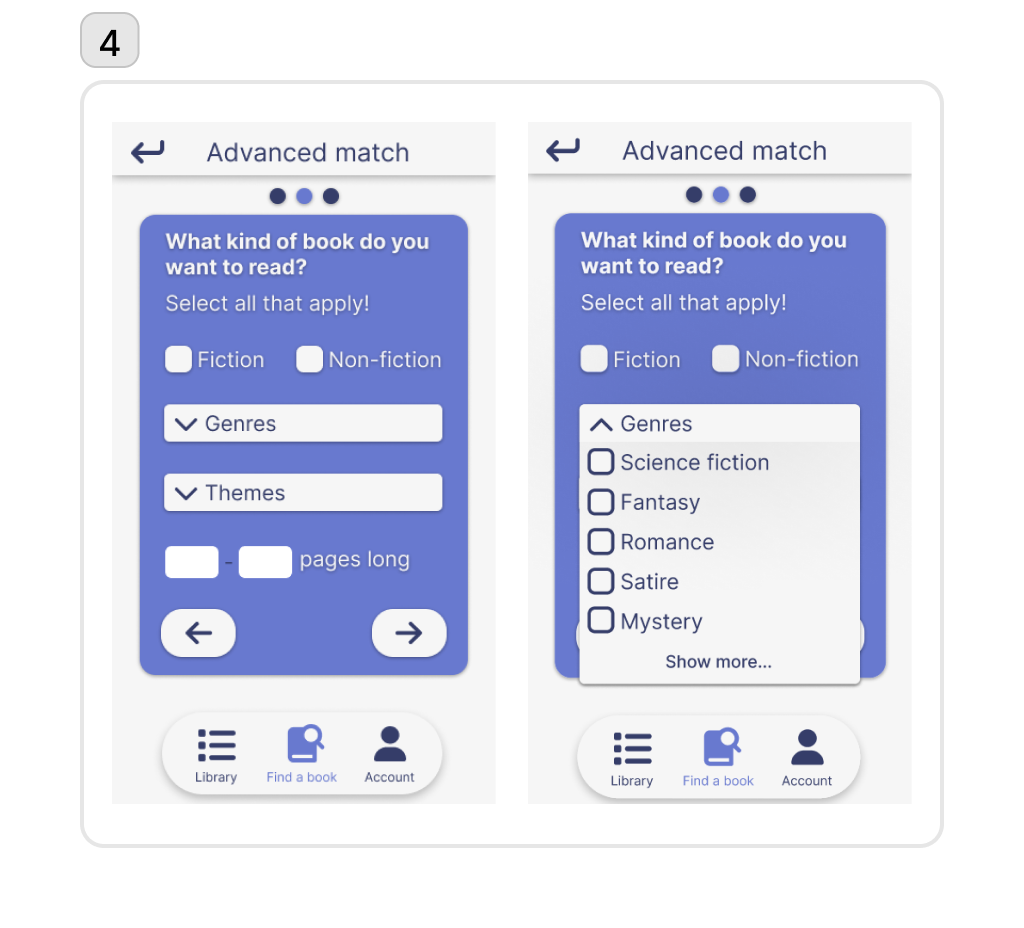 4
Advanced match
What kind of book do you
want to read?
Select all that apply!
Fiction Non-fiction
Genres
Themes
- pages long
Library Find a book Account
Advanced match
What kind of book do you
want to read?
Select all that apply!
Fiction Non-fiction
Genres
Science fiction
Fantasy
Romance
Satire
Mystery
Show more...
Library Find a book Account